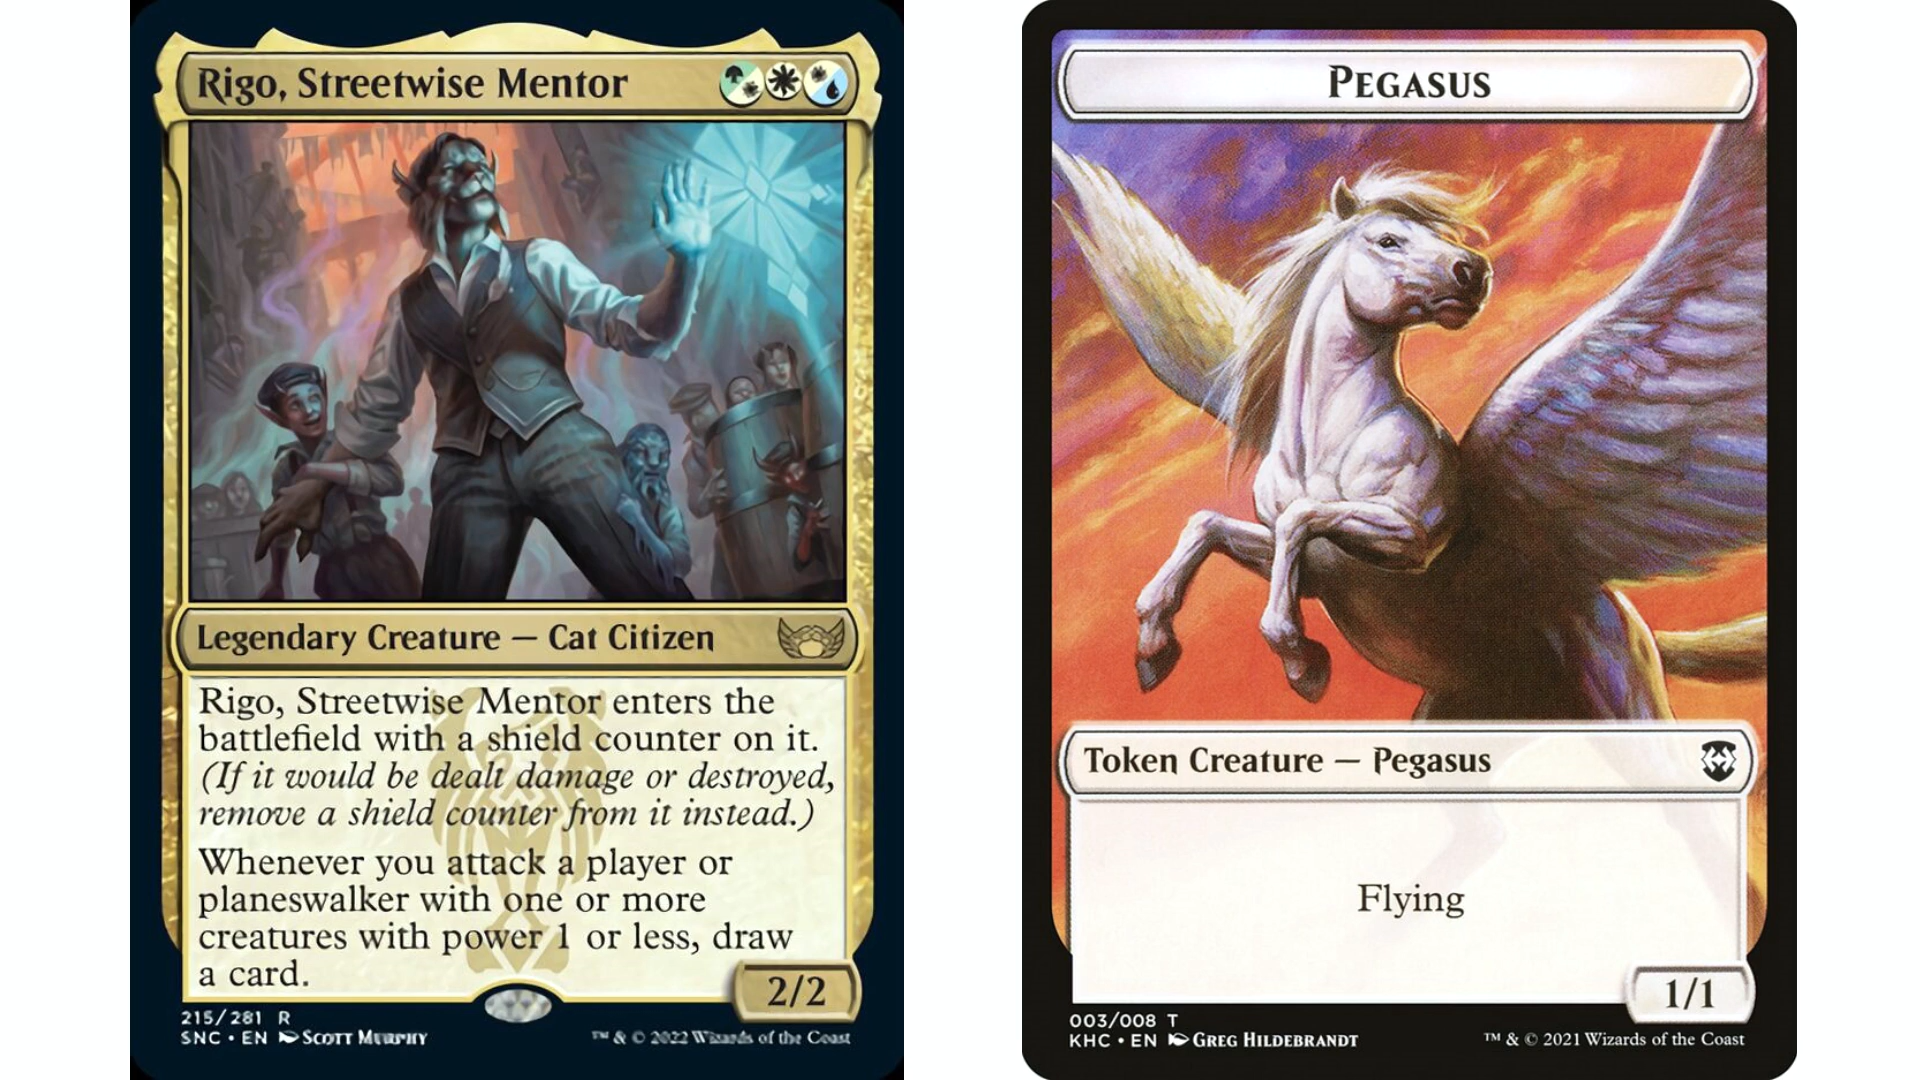 Rigo, Streetwise Mentor
Legendary Creature — Cat Citizen
Rigo, Streetwise Mentor enters the
battlefield with a shield counter on it.
(If it would be dealt damage or destroyed,
remove a shield counter from it instead.)
Whenever you attack a player or
planeswalker with one or more
creatures with power 1 or less, draw
a card.
2/2
215/281 R
SNC • EN Scott Murphy
™ & © 2022 Wizards of the Coast
Pegasus
Token Creature — Pegasus
Flying
1/1
003/008 T
KHC • EN Greg Hildebrandt
™ & © 2021 Wizards of the Coast